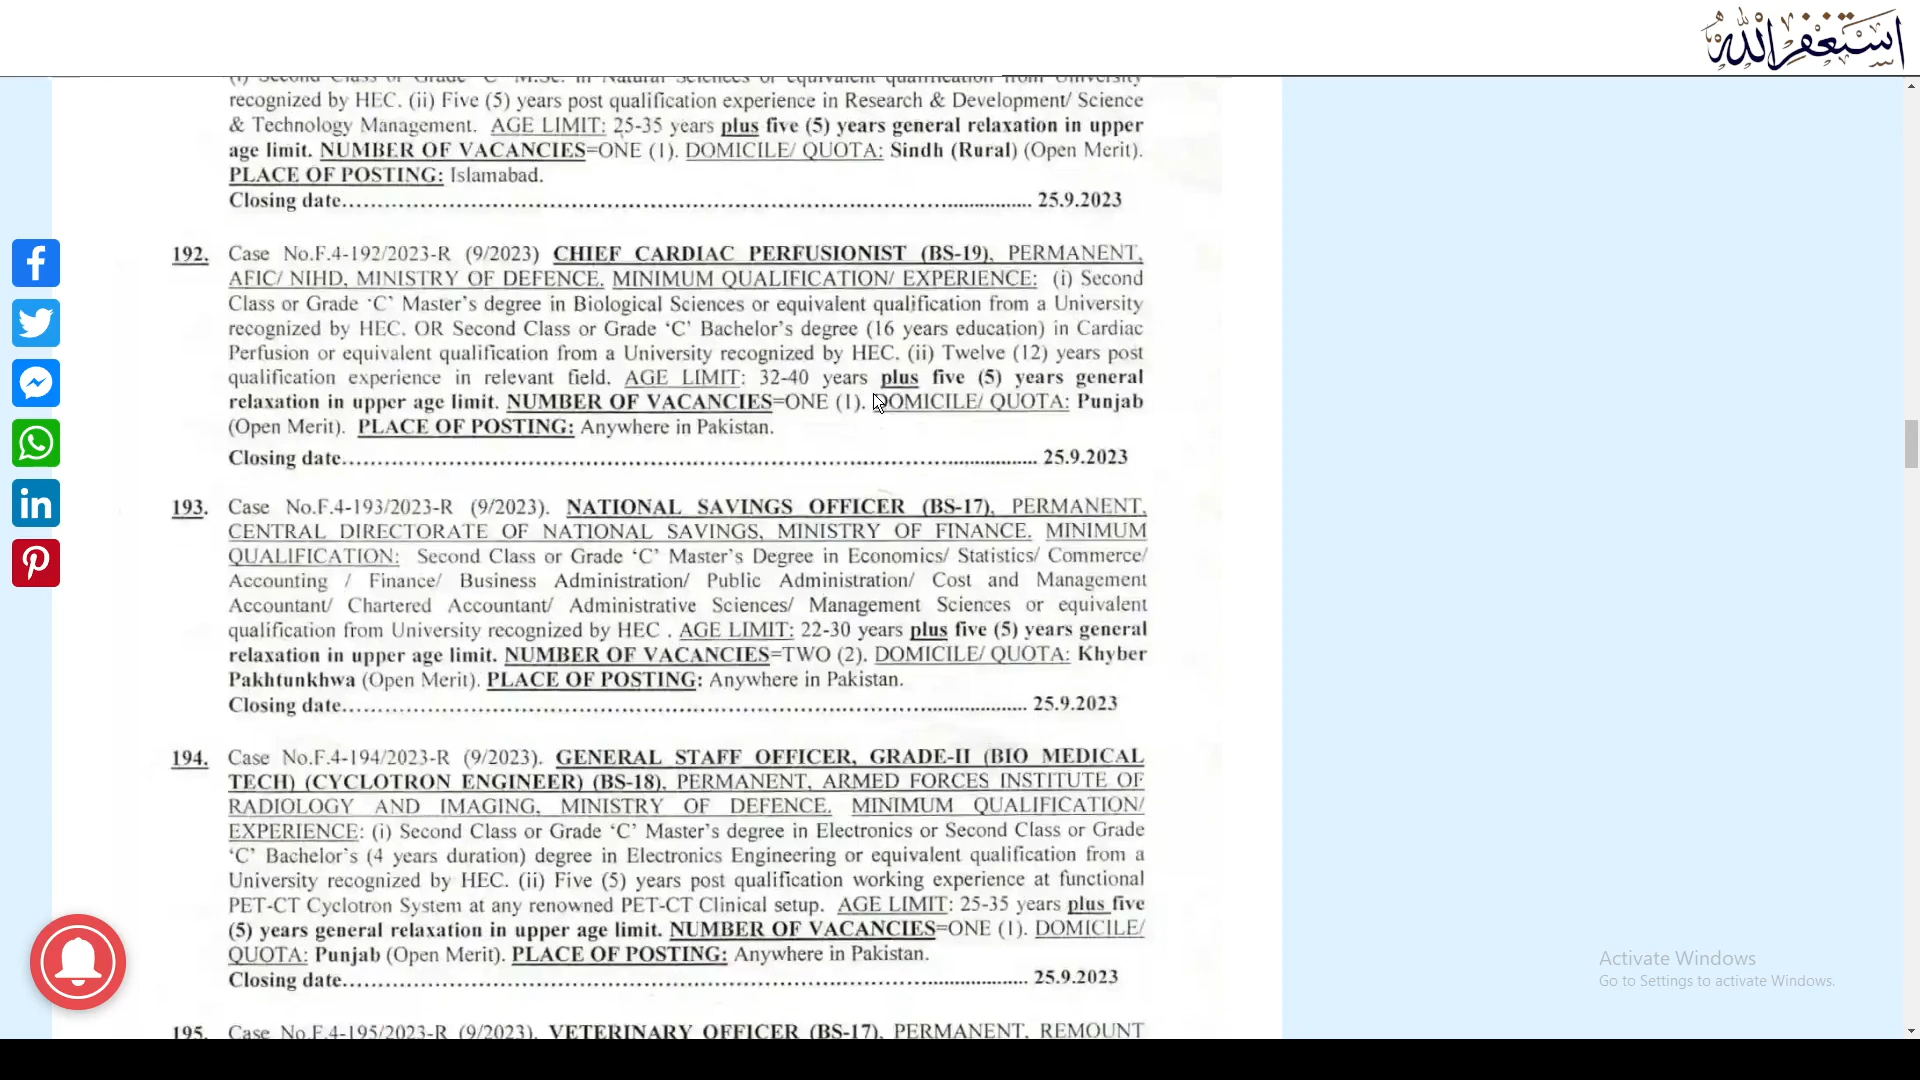 استغفرالله
(i) Second Class or Grade ‘C’ M.Sc. in Natural Sciences or equivalent qualification from University
recognized by HEC. (ii) Five (5) years post qualification experience in Research & Development/ Science
& Technology Management. AGE LIMIT: 25-35 years plus five (5) years general relaxation in upper
age limit. NUMBER OF VACANCIES=ONE (1). DOMICILE/ QUOTA: Sindh (Rural) (Open Merit).
PLACE OF POSTING: Islamabad.
Closing date.......................................................................................................... 25.9.2023
192. Case No.F.4-192/2023-R (9/2023) CHIEF CARDIAC PERFUSIONIST (BS-19), PERMANENT,
AFIC/ NIHD, MINISTRY OF DEFENCE. MINIMUM QUALIFICATION/ EXPERIENCE: (i) Second
Class or Grade ‘C’ Master’s degree in Biological Sciences or equivalent qualification from a University
recognized by HEC. OR Second Class or Grade ‘C’ Bachelor’s degree (16 years education) in Cardiac
Perfusion or equivalent qualification from a University recognized by HEC. (ii) Twelve (12) years post
qualification experience in relevant field. AGE LIMIT: 32-40 years plus five (5) years general
relaxation in upper age limit. NUMBER OF VACANCIES=ONE (1). DOMICILE/ QUOTA: Punjab
(Open Merit). PLACE OF POSTING: Anywhere in Pakistan.
Closing date.......................................................................................................... 25.9.2023
193. Case No.F.4-193/2023-R (9/2023). NATIONAL SAVINGS OFFICER (BS-17), PERMANENT,
CENTRAL DIRECTORATE OF NATIONAL SAVINGS, MINISTRY OF FINANCE. MINIMUM
QUALIFICATION: Second Class or Grade ‘C’ Master’s Degree in Economics/ Statistics/ Commerce/
Accounting / Finance/ Business Administration/ Public Administration/ Cost and Management
Accountant/ Chartered Accountant/ Administrative Sciences/ Management Sciences or equivalent
qualification from University recognized by HEC . AGE LIMIT: 22-30 years plus five (5) years general
relaxation in upper age limit. NUMBER OF VACANCIES=TWO (2). DOMICILE/ QUOTA: Khyber
Pakhtunkhwa (Open Merit). PLACE OF POSTING: Anywhere in Pakistan.
Closing date.......................................................................................................... 25.9.2023
194. Case No.F.4-194/2023-R (9/2023). GENERAL STAFF OFFICER, GRADE-II (BIO MEDICAL
TECH) (CYCLOTRON ENGINEER) (BS-18), PERMANENT, ARMED FORCES INSTITUTE OF
RADIOLOGY AND IMAGING, MINISTRY OF DEFENCE. MINIMUM QUALIFICATION/
EXPERIENCE: (i) Second Class or Grade ‘C’ Master’s degree in Electronics or Second Class or Grade
‘C’ Bachelor’s (4 years duration) degree in Electronics Engineering or equivalent qualification from a
University recognized by HEC. (ii) Five (5) years post qualification working experience at functional
PET-CT Cyclotron System at any renowned PET-CT Clinical setup. AGE LIMIT: 25-35 years plus five
(5) years general relaxation in upper age limit. NUMBER OF VACANCIES=ONE (1). DOMICILE/
QUOTA: Punjab (Open Merit). PLACE OF POSTING: Anywhere in Pakistan.
Closing date.......................................................................................................... 25.9.2023
195. Case No.F.4-195/2023-R (9/2023). VETERINARY OFFICER (BS-17), PERMANENT, REMOUNT
Activate Windows
Go to Settings to activate Windows.